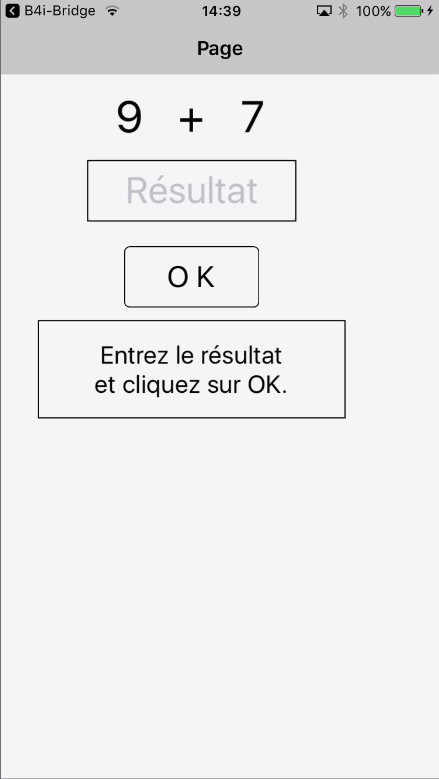 B4i-Bridge 14:39 100%
Page
9 + 7
Résultat
O K
Entrez le résultat
et cliquez sur OK.